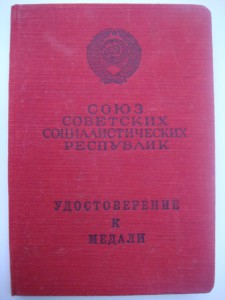 СОЮЗ
СОВЕТСКИХ
СОЦИАЛИСТИЧЕСКИХ
РЕСПУБЛИК
УДОСТОВЕРЕНИЕ
К
МЕДАЛИ